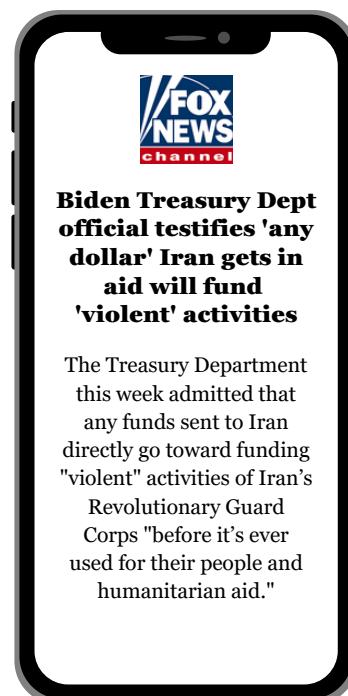 FOX
NEWS
channel
Biden Treasury Dept
official testifies 'any
dollar' Iran gets in
aid will fund
'violent' activities
The Treasury Department
this week admitted that
any funds sent to Iran
directly go toward funding
"violent" activities of Iran’s
Revolutionary Guard
Corps "before it’s ever
used for their people and
humanitarian aid."